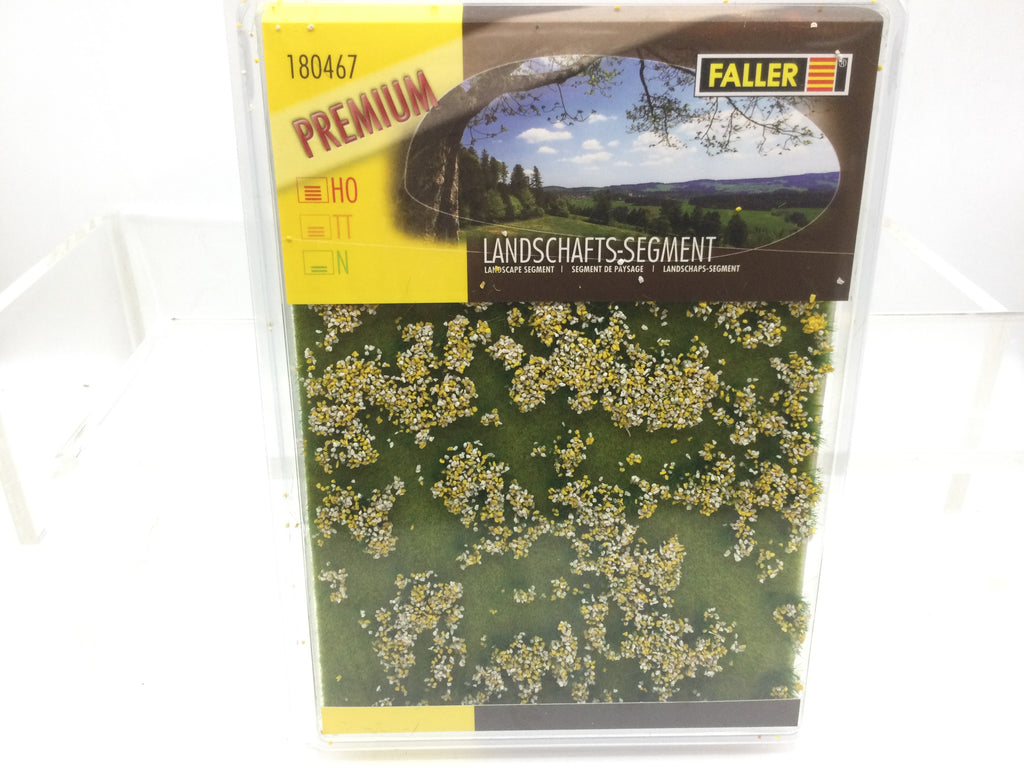 180467
PREMIUM
FALLER
HO
TT
N
LANDSCHAFTS-SEGMENT
LANDSCAPE SEGMENT | SEGMENT DE PAYSAGE | LANDSCHAPS-SEGMENT